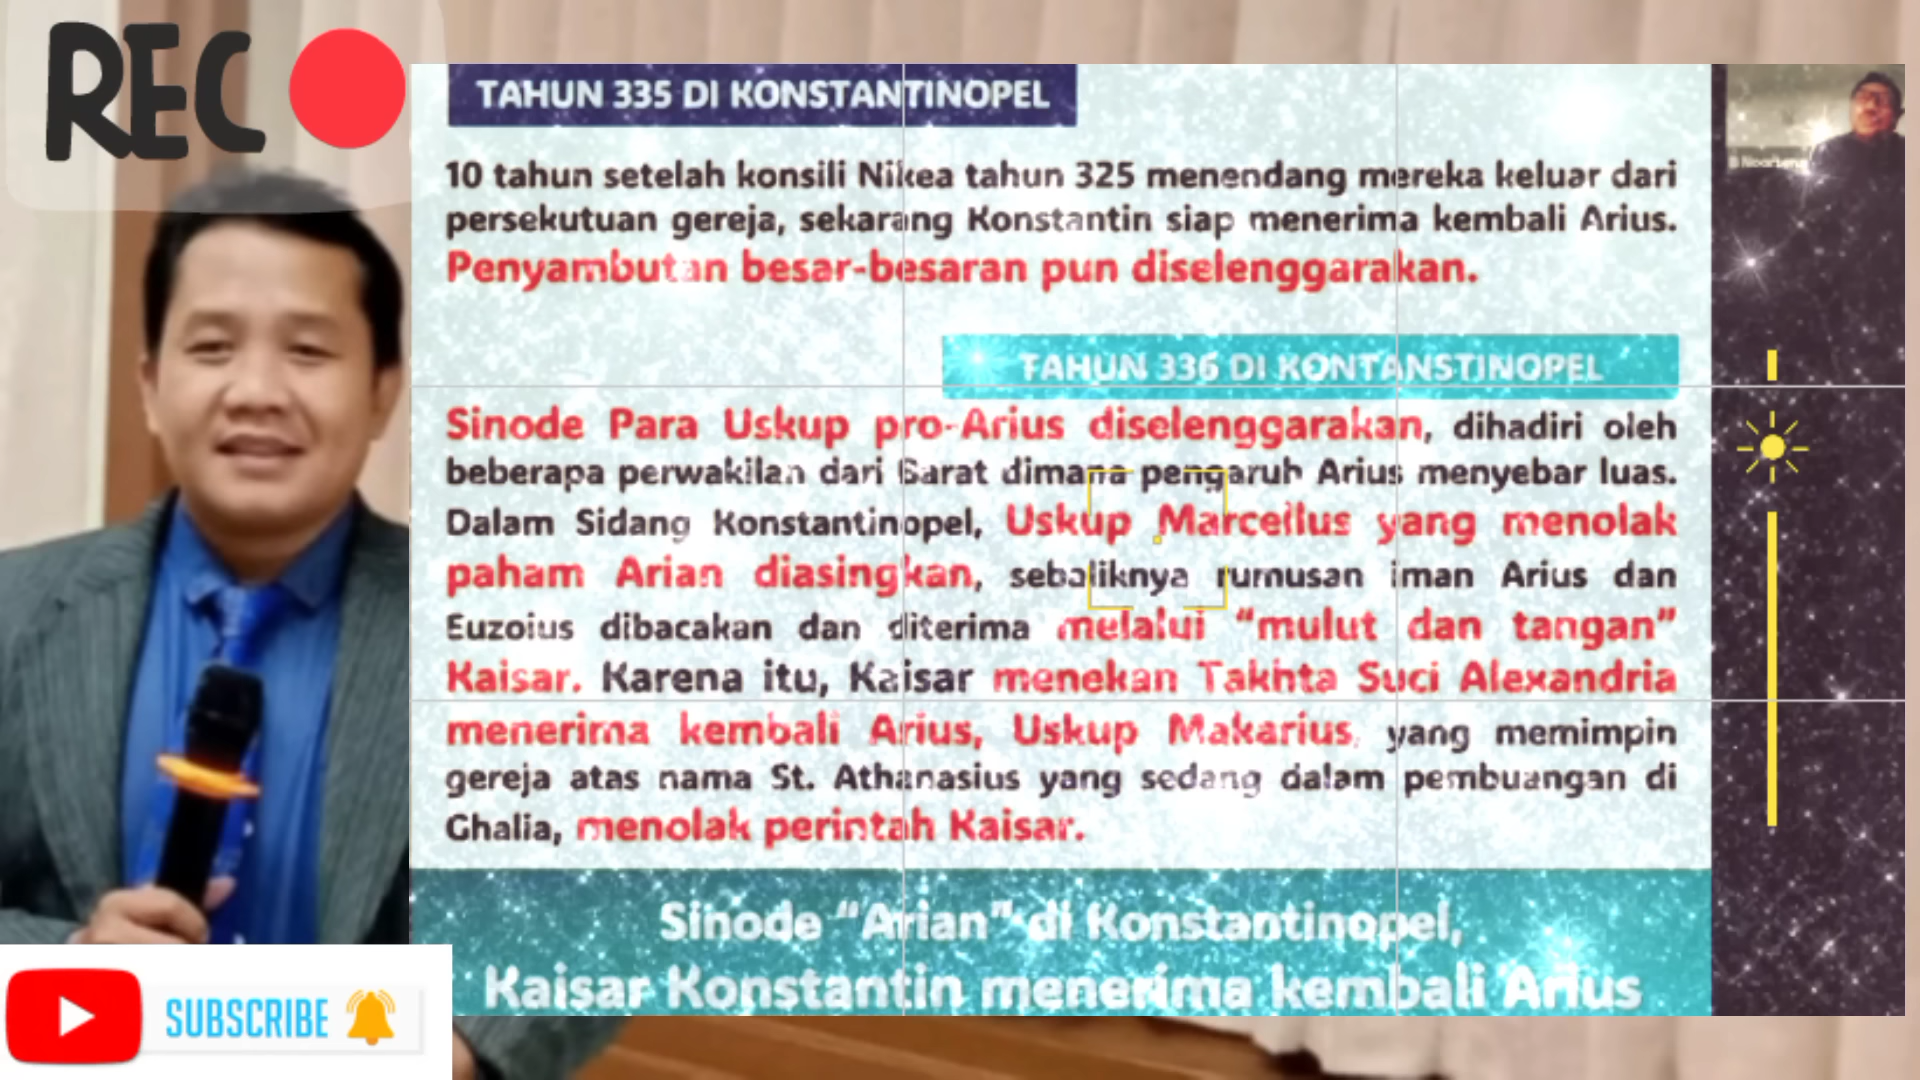 REC
TAHUN 335 DI KONSTANTINOPEL
10 tahun setelah konsili Nikea tahun 325 menendang mereka keluar dari
persekutuan gereja, sekarang Konstantin siap menerima kembali Arius.
Penyambutan besar-besaran pun diselenggarakan.
TAHUN 336 DI KONTANSTINOPEL
Sinode Para Uskup pro-Arius diselenggarakan, dihadiri oleh
beberapa perwakilan dari Barat dimana pengaruh Arius menyebar luas.
Dalam Sidang Konstantinopel, Uskup Marcellus yang menolak
paham Arian diasingkan, sebaliknya rumusan iman Arius dan
Euzoius dibacakan dan diterima melalui "mulut dan tangan"
Kaisar. Karena itu, Kaisar menekan Takhta Suci Alexandria
menerima kembali Arius, Uskup Makarius, yang memimpin
gereja atas nama St. Athanasius yang sedang dalam pembuangan di
Ghalia, menolak perintah Kaisar.
Sinode "Arian" di Konstantinopel,
Kaisar Konstantin menerima kembali Arius
SUBSCRIBE